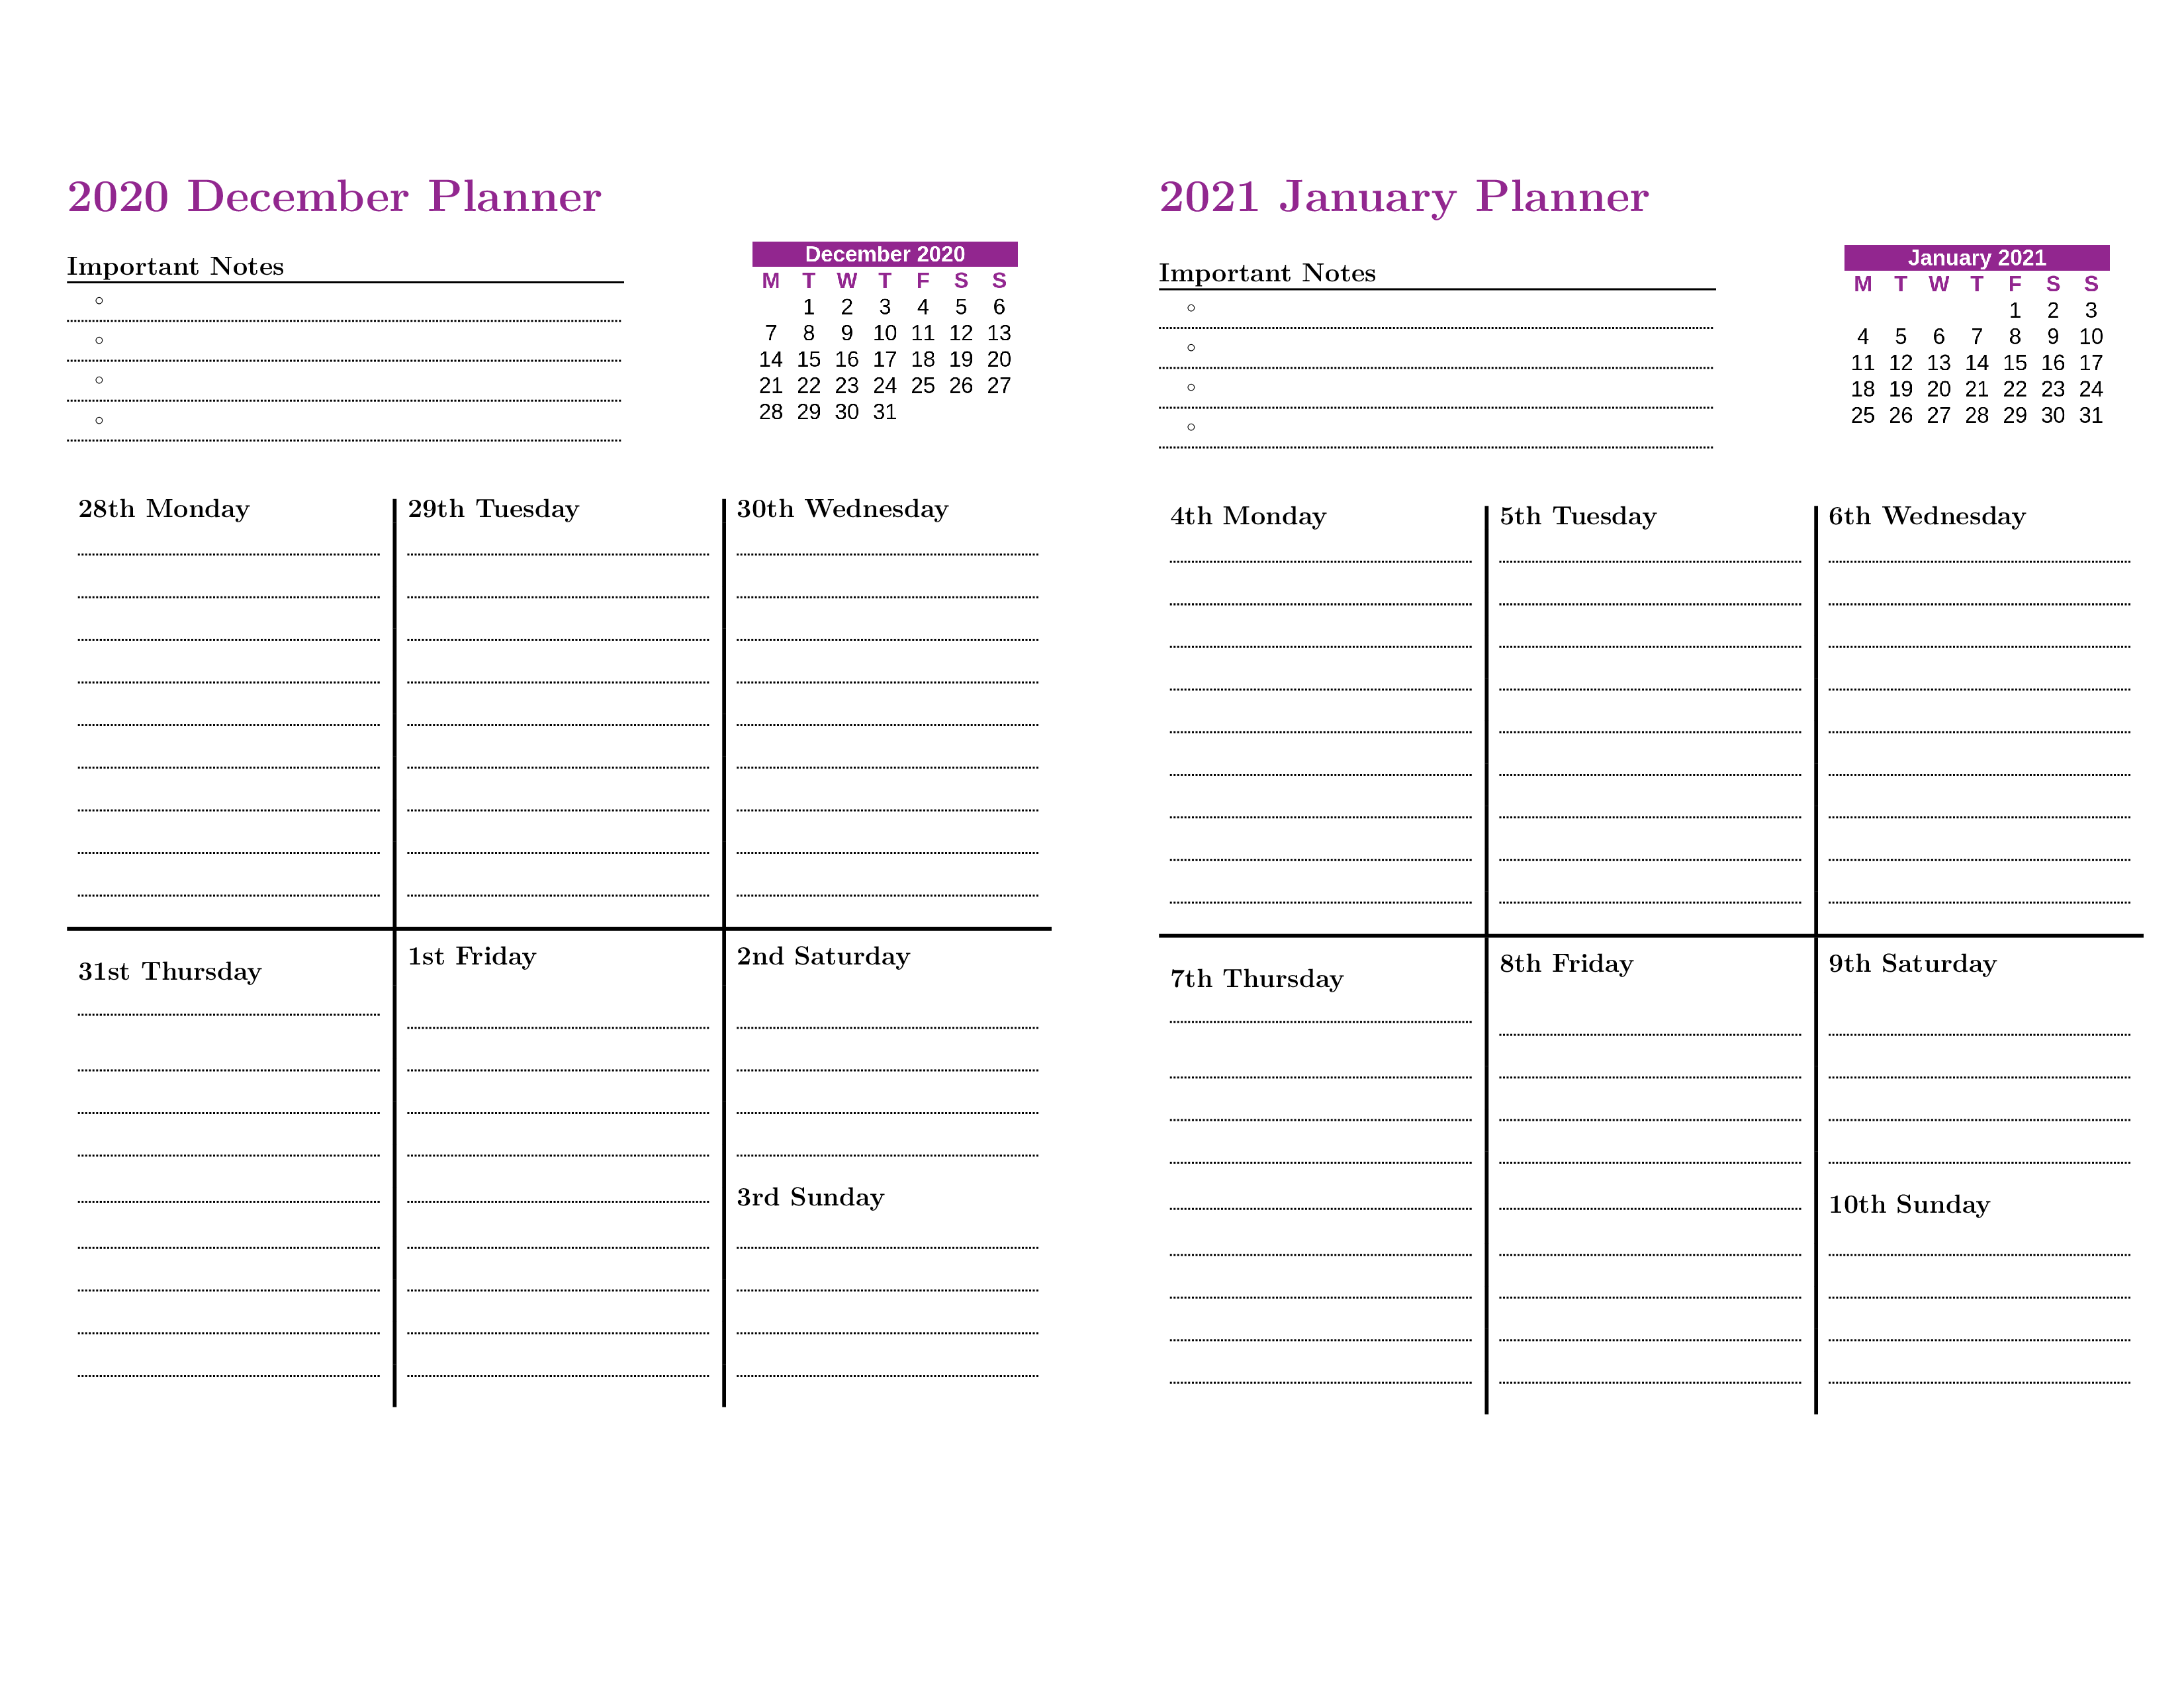 2020 December Planner
Important Notes
December 2020
M T W T F S S
1 2 3 4 5 6
7 8 9 10 11 12 13
14 15 16 17 18 19 20
21 22 23 24 25 26 27
28 29 30 31
28th Monday
29th Tuesday
30th Wednesday
31st Thursday
1st Friday
2nd Saturday
3rd Sunday
2021 January Planner
Important Notes
January 2021
M T W T F S S
1 2 3
4 5 6 7 8 9 10
11 12 13 14 15 16 17
18 19 20 21 22 23 24
25 26 27 28 29 30 31
4th Monday
5th Tuesday
6th Wednesday
7th Thursday
8th Friday
9th Saturday
10th Sunday